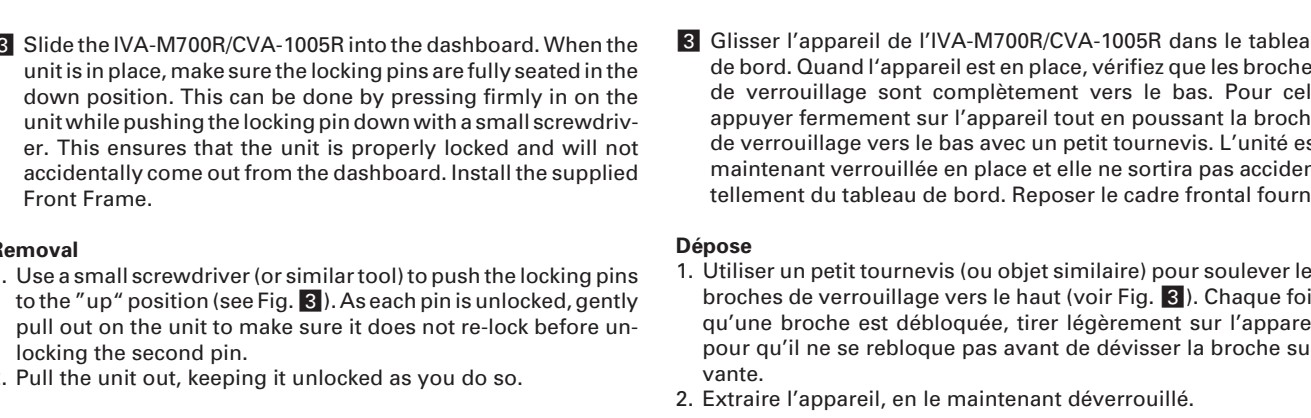 3 Slide the IVA-M700R/CVA-1005R into the dashboard. When the
unit is in place, make sure the locking pins are fully seated in the
down position. This can be done by pressing firmly in on the
unit while pushing the locking pin down with a small screwdriv-
er. This ensures that the unit is properly locked and will not
accidentally come out from the dashboard. Install the supplied
Front Frame.
Removal
. Use a small screwdriver (or similar tool) to push the locking pins
to the ″up“ position (see Fig. 3). As each pin is unlocked, gently
pull out on the unit to make sure it does not re-lock before un-
locking the second pin.
. Pull the unit out, keeping it unlocked as you do so.
3 Glisser l’appareil de l’IVA-M700R/CVA-1005R dans le tablea
de bord. Quand l‘appareil est en place, vérifiez que les broche
de verrouillage sont complètement vers le bas. Pour cel
appuyer fermement sur l’appareil tout en poussant la broch
de verrouillage vers le bas avec un petit tournevis. L’unité es
maintenant verrouillée en place et elle ne sortira pas acciden
tellement du tableau de bord. Reposer le cadre frontal fourn
Dépose
1. Utiliser un petit tournevis (ou objet similaire) pour soulever le
broches de verrouillage vers le haut (voir Fig. 3). Chaque foi
qu’une broche est débloquée, tirer légèrement sur l’appare
pour qu’il ne se rebloque pas avant de dévisser la broche su
vante.
2. Extraire l’appareil, en le maintenant déverrouillé.